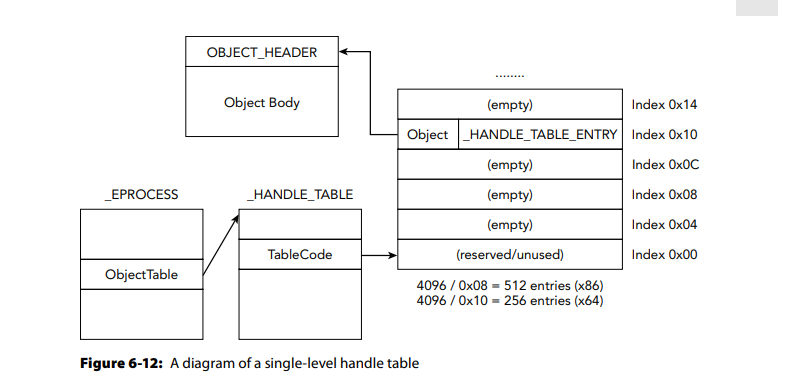 OBJECT_HEADER
Object Body
........
(empty) Index 0x14
Object _HANDLE_TABLE_ENTRY Index 0x10
(empty) Index 0x0C
_EPROCESS _HANDLE_TABLE (empty) Index 0x08
(empty) Index 0x04
TableCode (reserved/unused) Index 0x00
ObjectTable
4096 / 0x08 = 512 entries (x86)
4096 / 0x10 = 256 entries (x64)
Figure 6-12: A diagram of a single-level handle table